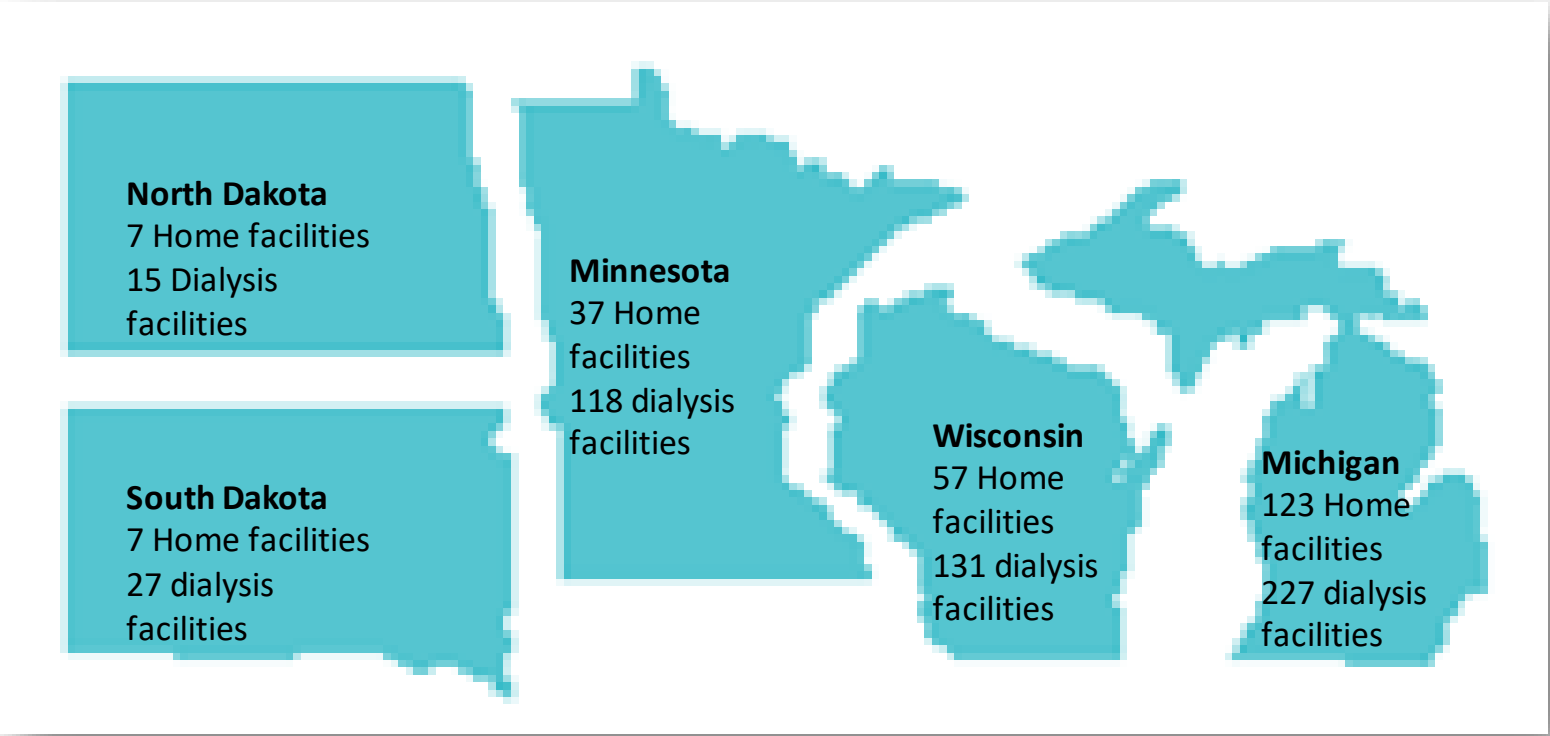 North Dakota
7 Home facilities
15 Dialysis
facilities
South Dakota
7 Home facilities
27 dialysis
facilities
Minnesota
37 Home
facilities
118 dialysis
facilities
Wisconsin
57 Home
facilities
131 dialysis
facilities
Michigan
123 Home
facilities
227 dialysis
facilities